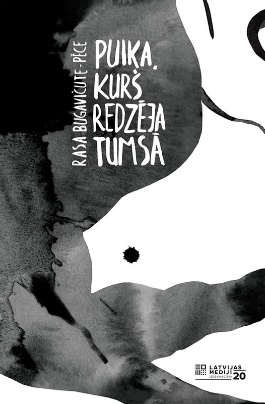 RASA BUGAVIČUTE-PĒCE
PUIKA,
KURŠ
REDZĒJA
TUMSĀ
LATVIJAS
MEDIJI
20